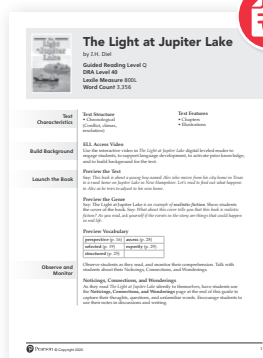 The Light at Jupiter Lake
by J.H. Diel
Guided Reading Level Q
DRA Level 40
Lexile Measure 800L
Word Count 3,356
Text Characteristics
Text Structure
• Chronological
(Conflict, climax,
resolution)
Text Features
• Chapters
• Illustrations
Build Background
ELL Access Video
Use the interactive video in The Light at Jupiter Lake digital leveled reader to
engage students, to support language development, to activate prior knowledge,
and to build background for the text.
Launch the Book
Preview the Text
Say: This book is about a young boy named Alec who moves from his city home in Texas
to a rural home on Jupiter Lake in New Hampshire. Let's read to find out what happens
to Alec as he tries to adjust to his new home.
Preview the Genre
Say: The Light at Jupiter Lake is an example of realistic fiction. Show students
the cover of the book. Say: What about this cover tells you that this book is realistic
fiction? As you read, ask yourself if the events in the story are things that could happen
in real life.
Preview Vocabulary
perspective (p. 16)
assess (p. 28)
selected (p. 19)
expertly (p. 29)
structured (p. 25)
Observe and
Monitor
Observe students as they read, and monitor their comprehension. Talk with
students about their Noticings, Connections, and Wonderings.
Noticings, Connections, and Wonderings
As they read The Light at Jupiter Lake silently to themselves, have students use
the Noticings, Connections, and Wonderings page at the end of this guide to
capture their thoughts, questions, and unfamiliar words. Encourage students to
use their notes in discussions and writing.
Pearson © Copyright 2020
1